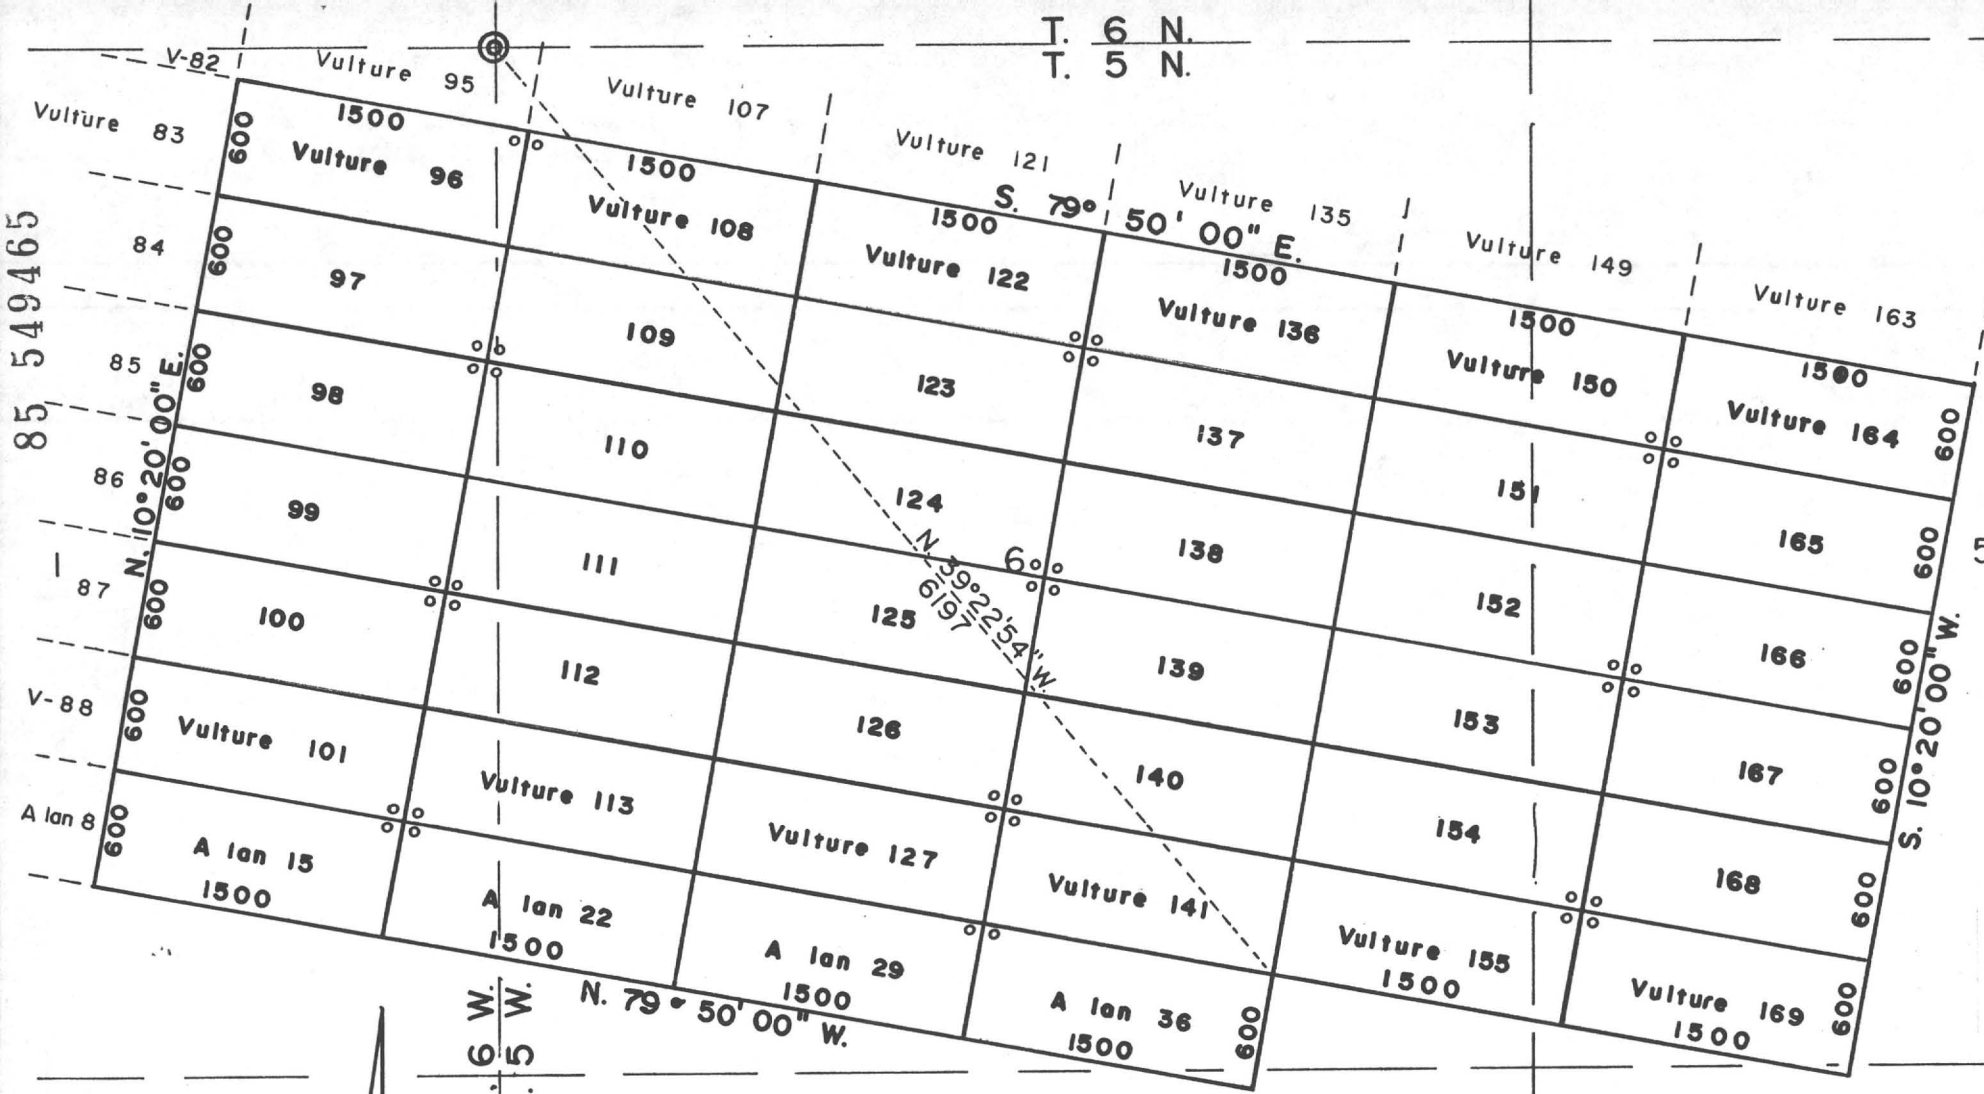 T. 6 N.
T. 5 N.
V-82
Vulture 95
Vulture 107
Vulture 121
Vulture 135
Vulture 149
Vulture 163
Vulture 83
84
85
86
87
V-88
A lan 8
85 549465
1500
1500
1500
1500
1500
1500
S. 79° 50' 00" E.
Vulture 96
Vulture 108
Vulture 122
Vulture 136
Vulture 150
Vulture 164
97
109
123
137
151
165
98
110
124
138
152
166
99
111
125
139
153
167
100
112
126
140
154
168
Vulture 101
Vulture 113
Vulture 127
Vulture 141
Vulture 155
Vulture 169
A lan 15
A lan 22
A lan 29
A lan 36
1500
1500
1500
1500
1500
1500
600
600
600
600
600
600
600
N. 10° 20' 00" E.
600
600
600
600
600
600
600
S. 10° 20' 00" W.
N 39° 22' 54" W.
6197
6
5
1
N. 79° 50' 00" W.
6 W.
5 W.